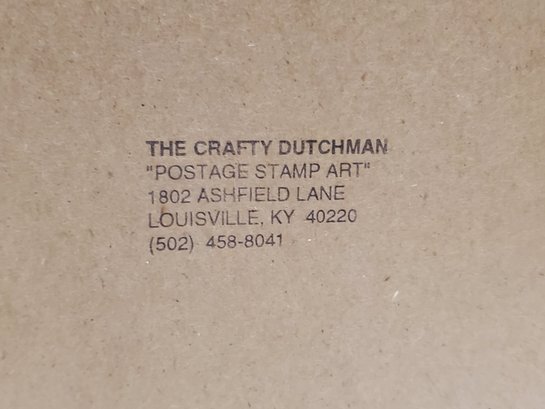 THE CRAFTY DUTCHMAN
"POSTAGE STAMP ART"
1802 ASHFIELD LANE
LOUISVILLE, KY 40220
(502) 458-8041